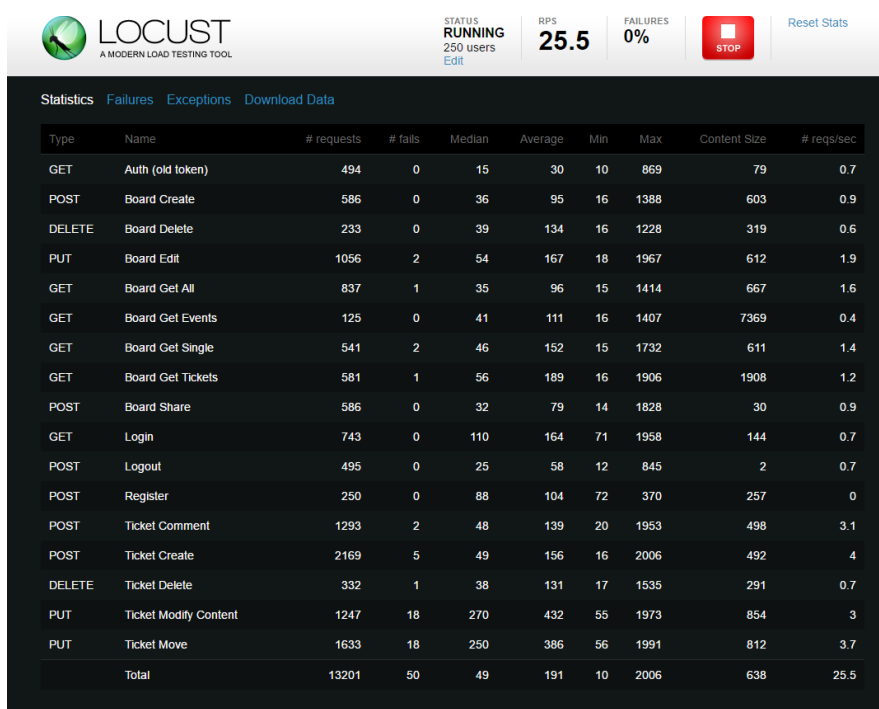 LOCUST
A MODERN LOAD TESTING TOOL
STATUS
RUNNING
250 users
Edit
RPS
25.5
FAILURES
0%
STOP
Reset Stats
Statistics Failures Exceptions Download Data
Type Name # requests # fails Median Average Min Max Content Size # reqs/sec
GET Auth (old token) 494 0 15 30 10 869 79 0.7
POST Board Create 586 0 36 95 16 1388 603 0.9
DELETE Board Delete 233 0 39 134 16 1228 319 0.6
PUT Board Edit 1056 2 54 167 18 1967 612 1.9
GET Board Get All 837 1 35 96 15 1414 667 1.6
GET Board Get Events 125 0 41 111 16 1407 7369 0.4
GET Board Get Single 541 2 46 152 15 1732 611 1.4
GET Board Get Tickets 581 1 56 189 16 1906 1908 1.2
POST Board Share 586 0 32 79 14 1828 30 0.9
GET Login 743 0 110 164 71 1958 144 0.7
POST Logout 495 0 25 58 12 845 2 0.7
POST Register 250 0 88 104 72 370 257 0
POST Ticket Comment 1293 2 48 139 20 1953 498 3.1
POST Ticket Create 2169 5 49 156 16 2006 492 4
DELETE Ticket Delete 332 1 38 131 17 1535 291 0.7
PUT Ticket Modify Content 1247 18 270 432 55 1973 854 3
PUT Ticket Move 1633 18 250 386 56 1991 812 3.7
Total 13201 50 49 191 10 2006 638 25.5